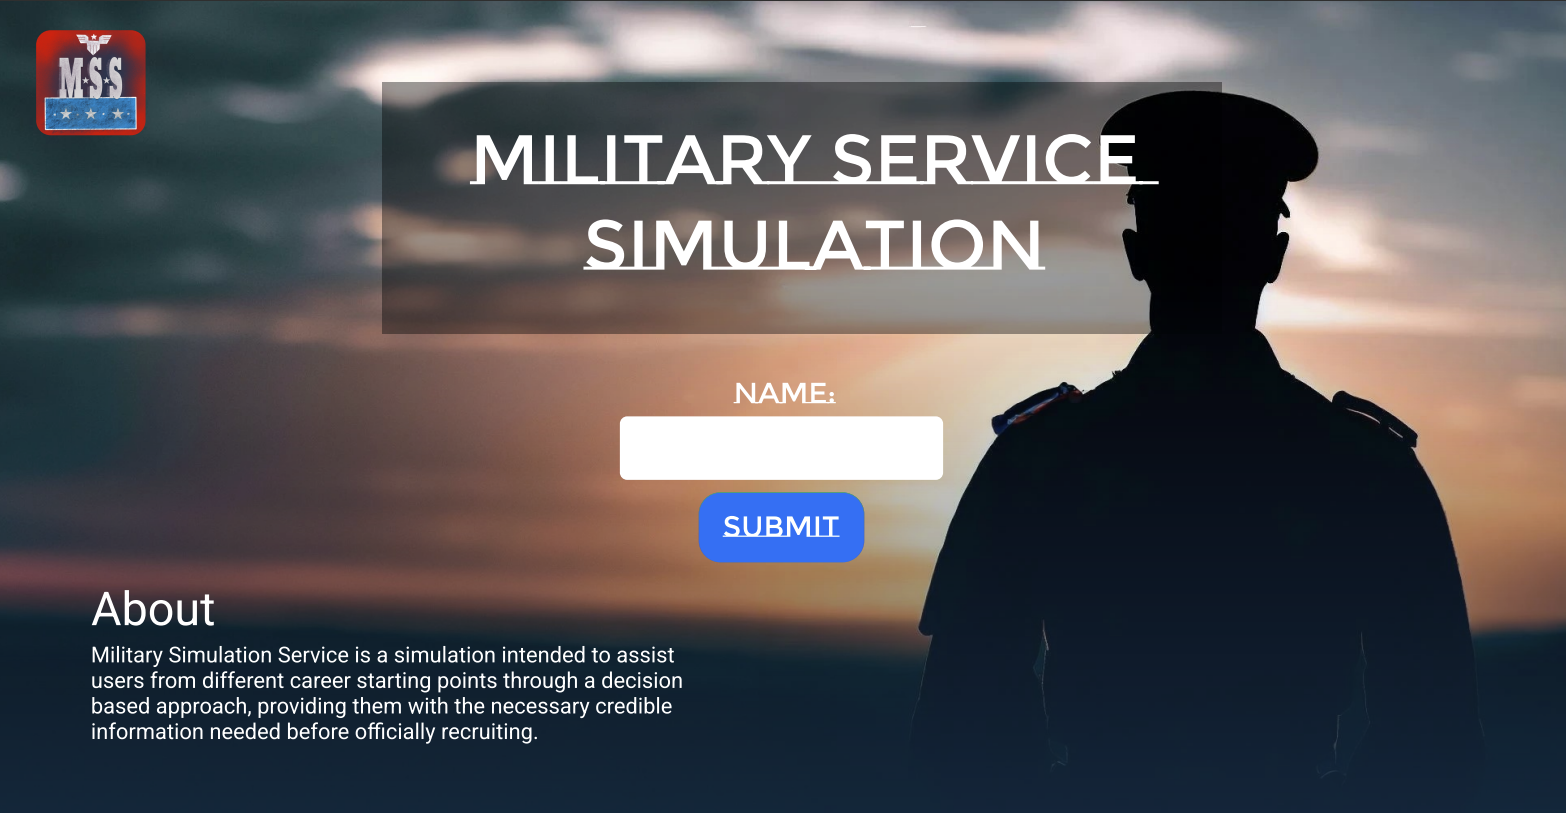 M★S★S
MILITARY SERVICE
SIMULATION
NAME:
SUBMIT
About
Military Simulation Service is a simulation intended to assist
users from different career starting points through a decision
based approach, providing them with the necessary credible
information needed before officially recruiting.